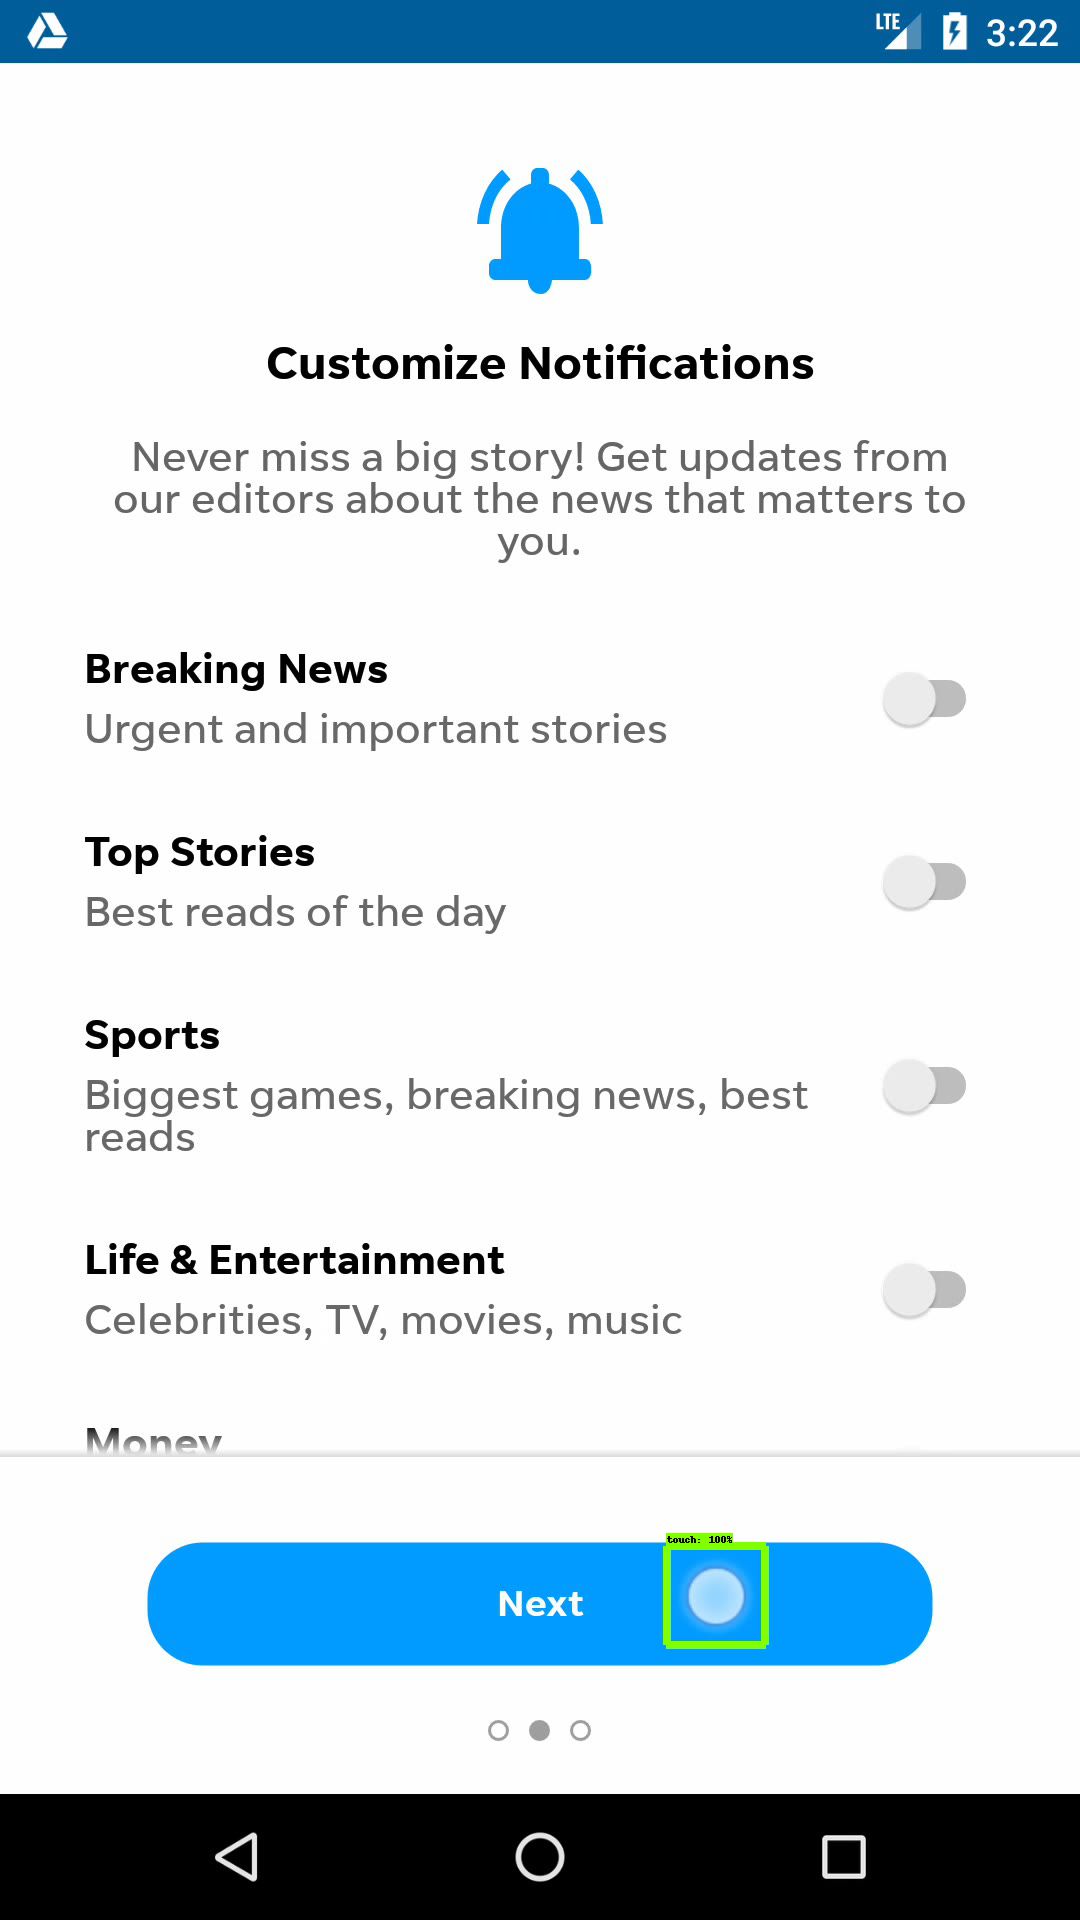 LTE 3:22
Customize Notifications
Never miss a big story! Get updates from
our editors about the news that matters to
you.
Breaking News
Urgent and important stories
Top Stories
Best reads of the day
Sports
Biggest games, breaking news, best
reads
Life & Entertainment
Celebrities, TV, movies, music
Money
touch: 100%
Next